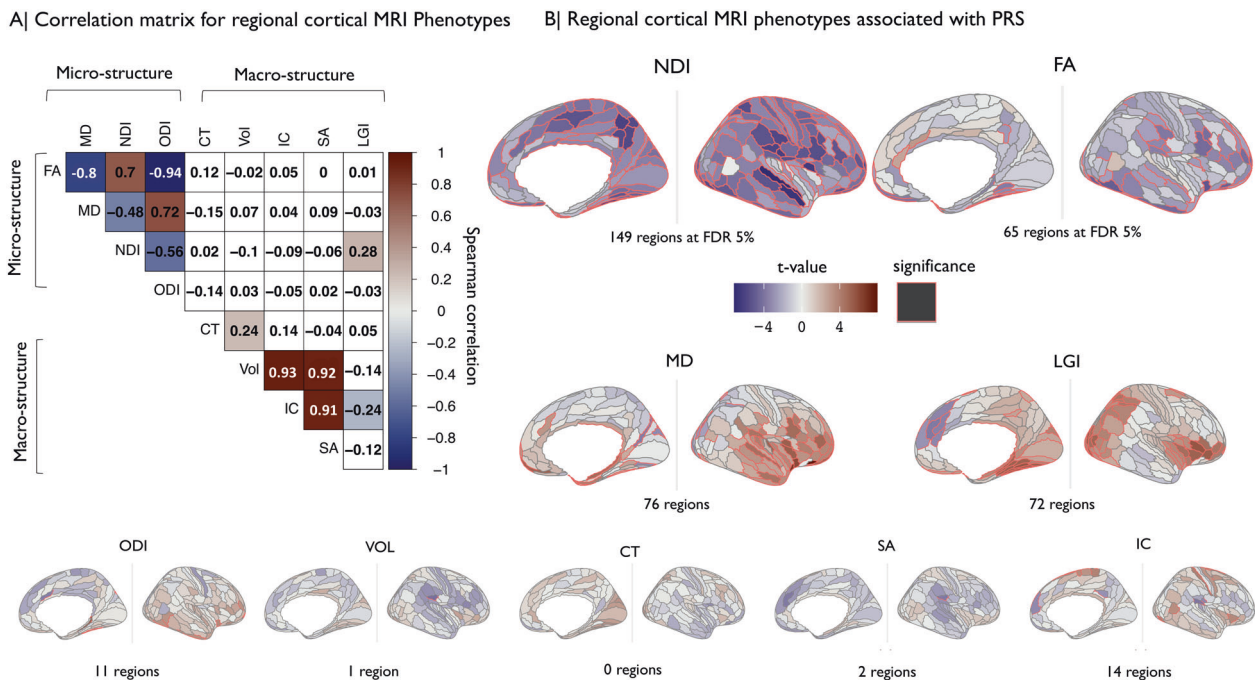 A| Correlation matrix for regional cortical MRI Phenotypes
B| Regional cortical MRI phenotypes associated with PRS
Micro-structure
Macro-structure
MD NDI ODI CT Vol IC SA LGI
Micro-structure
Macro-structure
FA -0.8 0.7 -0.94 0.12 -0.02 0.05 0 0.01
MD -0.48 0.72 -0.15 0.07 0.04 0.09 -0.03
NDI -0.56 0.02 -0.1 -0.09 -0.06 0.28
ODI -0.14 0.03 -0.05 0.02 -0.03
CT 0.24 0.14 -0.04 0.05
Vol 0.93 0.92 -0.14
IC 0.91 -0.24
SA -0.12
1
0.8
0.6
0.4
0.2
0
-0.2
-0.4
-0.6
-0.8
-1
Spearman correlation
NDI
149 regions at FDR 5%
FA
65 regions at FDR 5%
t-value
-4 0 4
significance
MD
76 regions
LGI
72 regions
ODI
11 regions
VOL
1 region
CT
0 regions
SA
2 regions
IC
14 regions